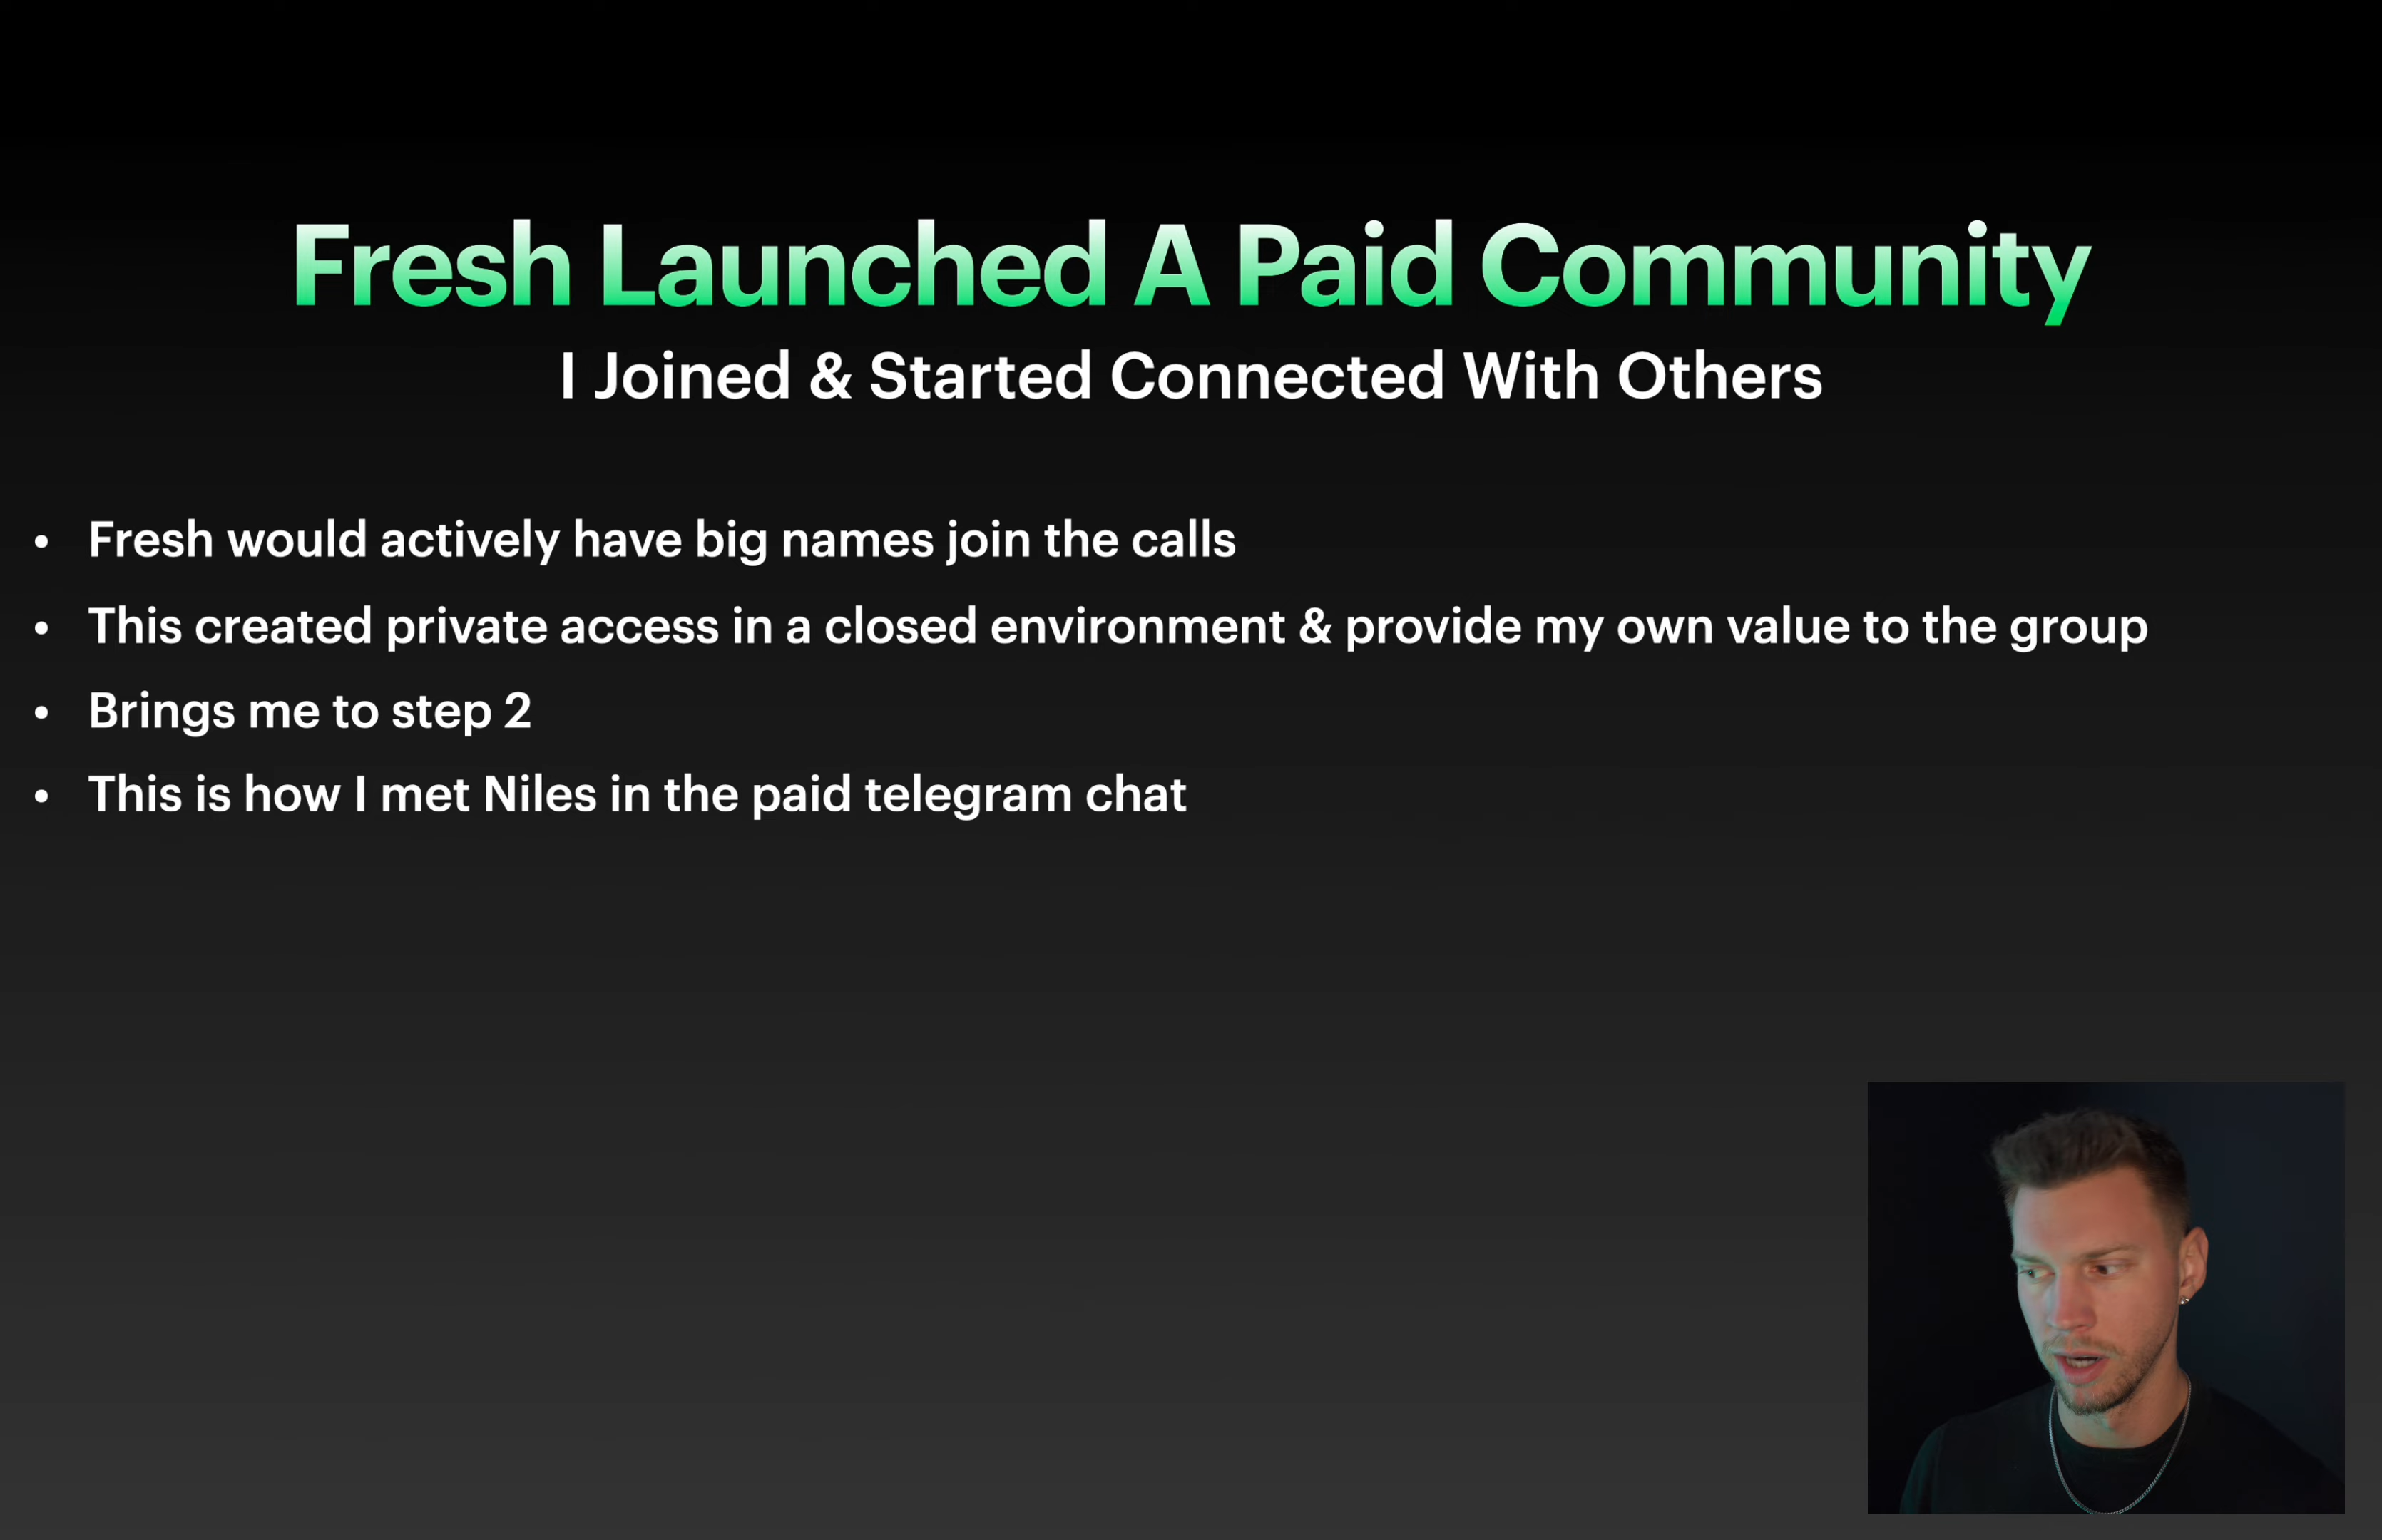 Fresh Launched A Paid Community
I Joined & Started Connected With Others
• Fresh would actively have big names join the calls
• This created private access in a closed environment & provide my own value to the group
• Brings me to step 2
• This is how I met Niles in the paid telegram chat